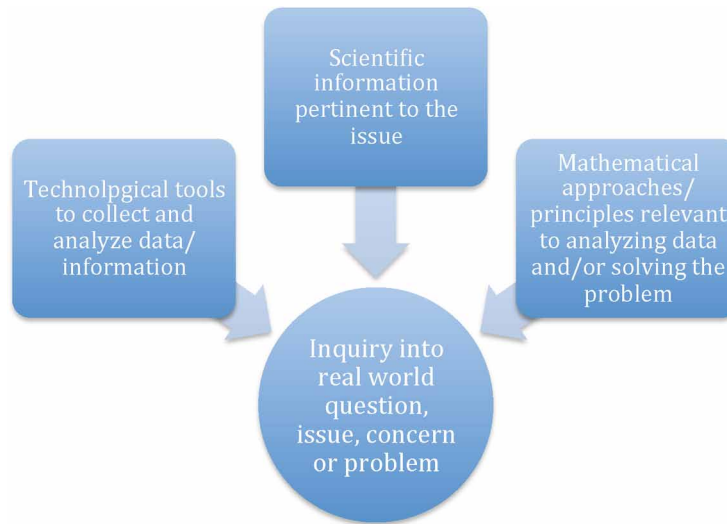 Scientific
information
pertinent to the
issue
Technolpgical tools
to collect and
analyze data/
information
Mathematical
approaches/
principles relevant
to analyzing data
and/or solving the
problem
Inquiry into
real world
question,
issue, concern
or problem